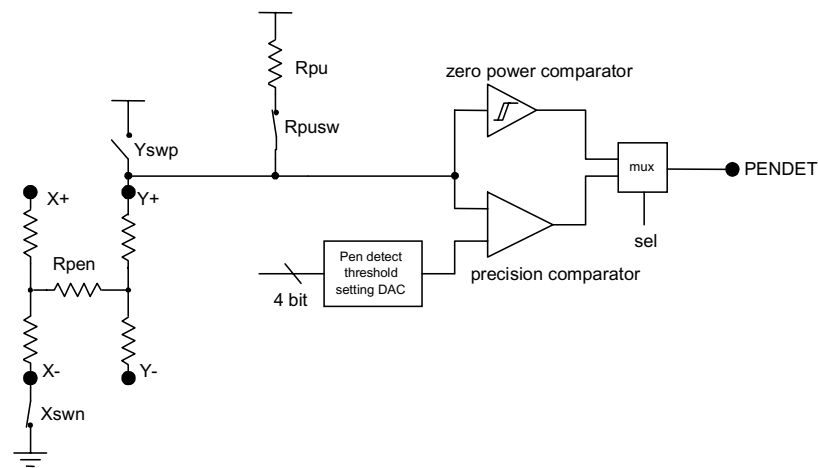 Rpu
zero power comparator
Rpusw
Yswp
mux
PENDET
X+
Y+
sel
Rpen
Pen detect
threshold
setting DAC
4 bit
precision comparator
X-
Y-
Xswn